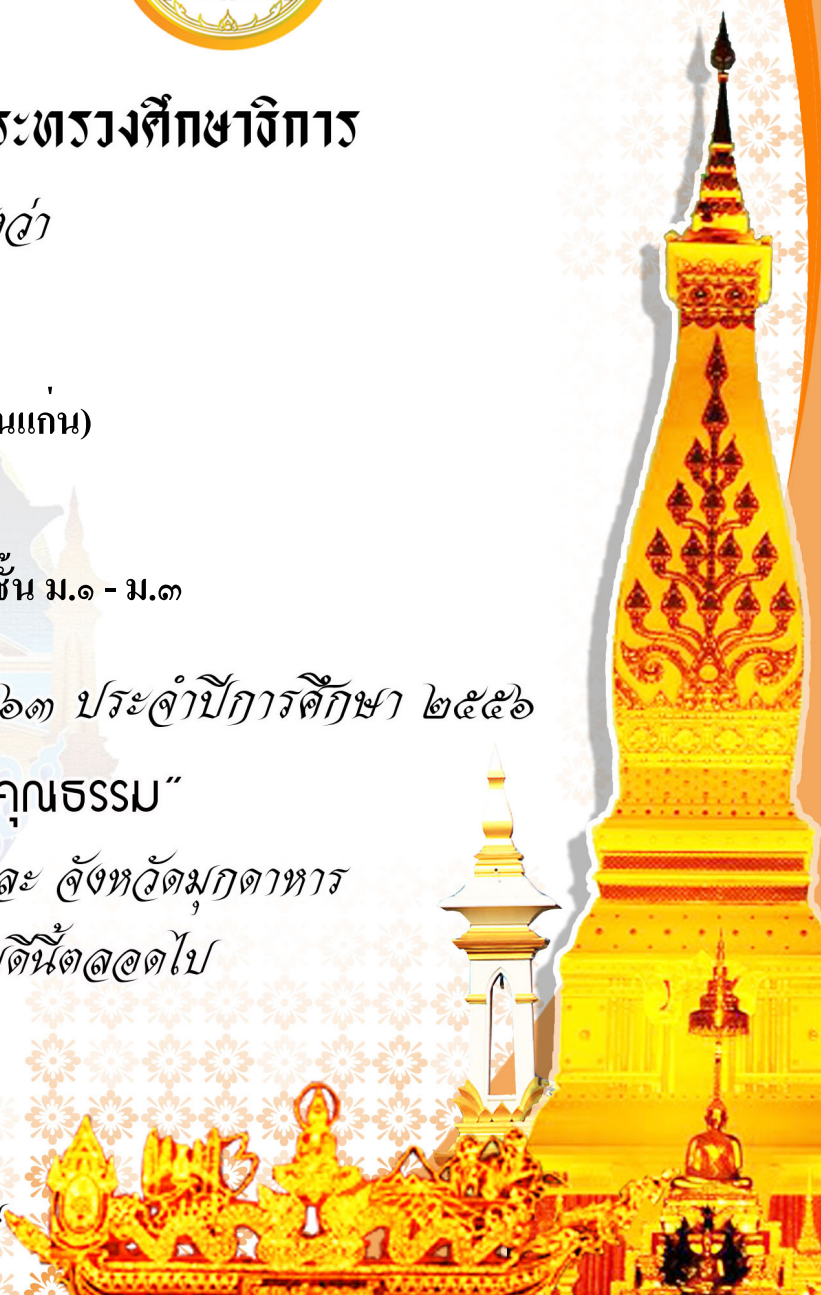 ระทรวงศึกษาธิการ
ว่า
นแก่น)
ชั้น ม.๑ - ม.๓
๖๓ ประจำปีการศึกษา ๒๕๕๖
คุณธรรม"
ละ จังหวัดมุกดาหาร
ตินี้ตลอดไป